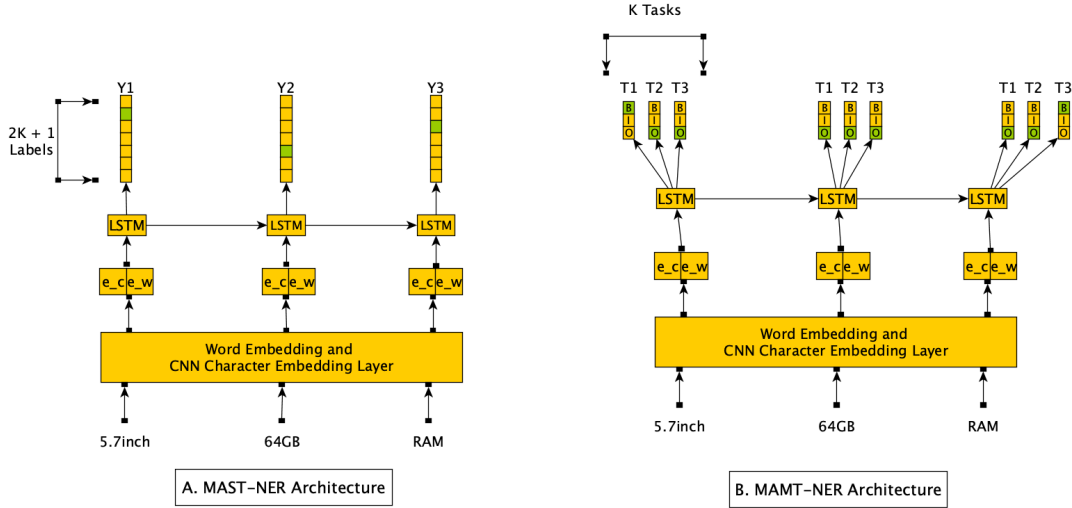 K Tasks
Y1 Y2 Y3
2K + 1
Labels
LSTM LSTM LSTM
e_c e_w e_c e_w e_c e_w
Word Embedding and
CNN Character Embedding Layer
5.7inch 64GB RAM
A. MAST-NER Architecture
T1 T2 T3 T1 T2 T3 T1 T2 T3
B B B B B B B B B
I I I I I I I I I
O O O O O O O O O
LSTM LSTM LSTM
e_c e_w e_c e_w e_c e_w
Word Embedding and
CNN Character Embedding Layer
5.7inch 64GB RAM
B. MAMT-NER Architecture